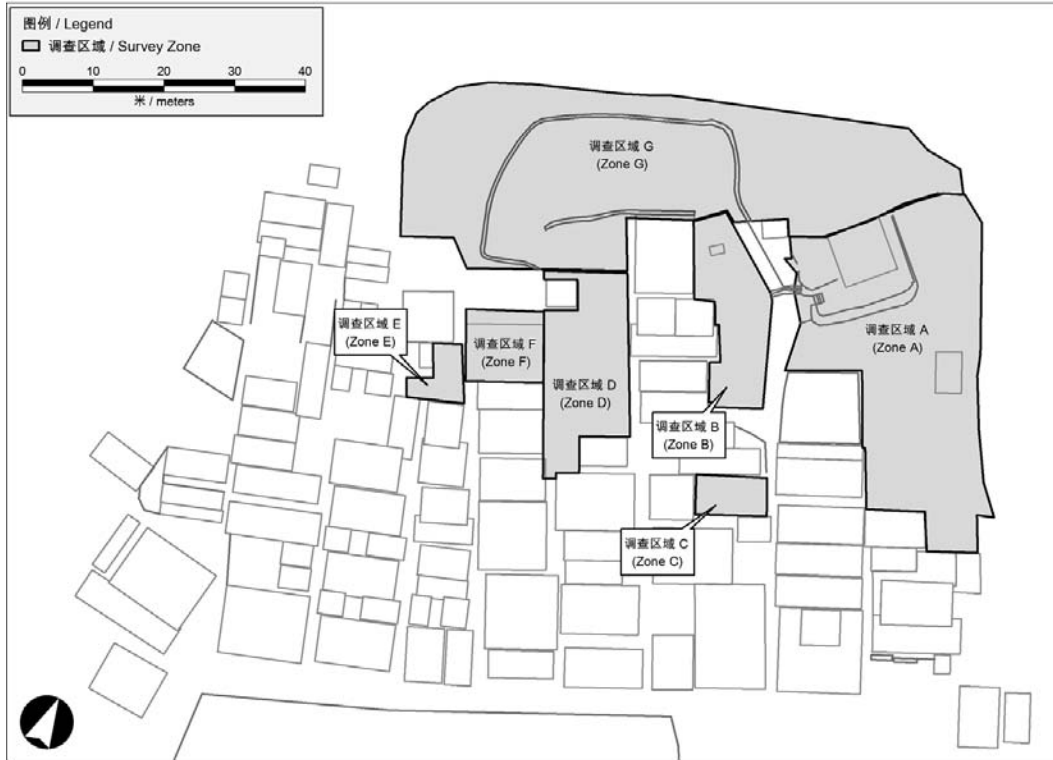 图例 / Legend
调查区域 / Survey Zone
0 10 20 30 40
米 / meters
调查区域 G
(Zone G)
调查区域 A
(Zone A)
调查区域 E
(Zone E)
调查区域 F
(Zone F)
调查区域 D
(Zone D)
调查区域 B
(Zone B)
调查区域 C
(Zone C)